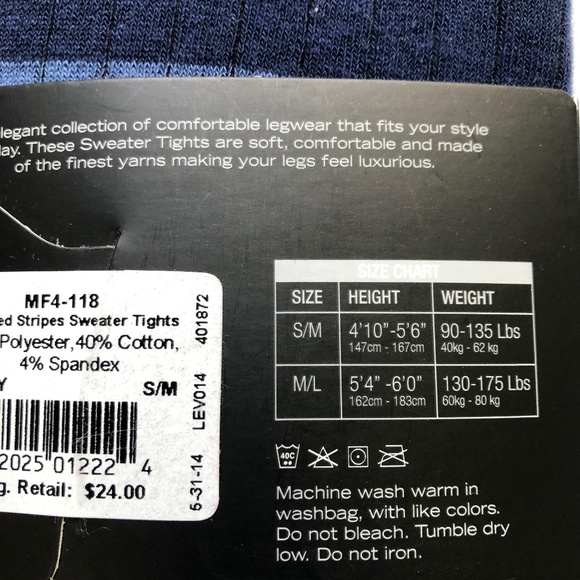 elegant collection of comfortable legwear that fits your style
day. These Sweater Tights are soft, comfortable and made
of the finest yarns making your legs feel luxurious.
MF4-118
ed Stripes Sweater Tights
Polyester, 40% Cotton,
4% Spandex
Y S/M
2025 01222 4
g. Retail: $24.00
5-31-14 LEV014 401872
SIZE CHART
SIZE HEIGHT WEIGHT
S/M 4'10"-5'6" 90-135 Lbs
147cm - 167cm 40kg - 62 kg
M/L 5'4" -6'0" 130-175 Lbs
162cm - 183cm 60kg - 80 kg
40C
Machine wash warm in
washbag, with like colors.
Do not bleach. Tumble dry
low. Do not iron.